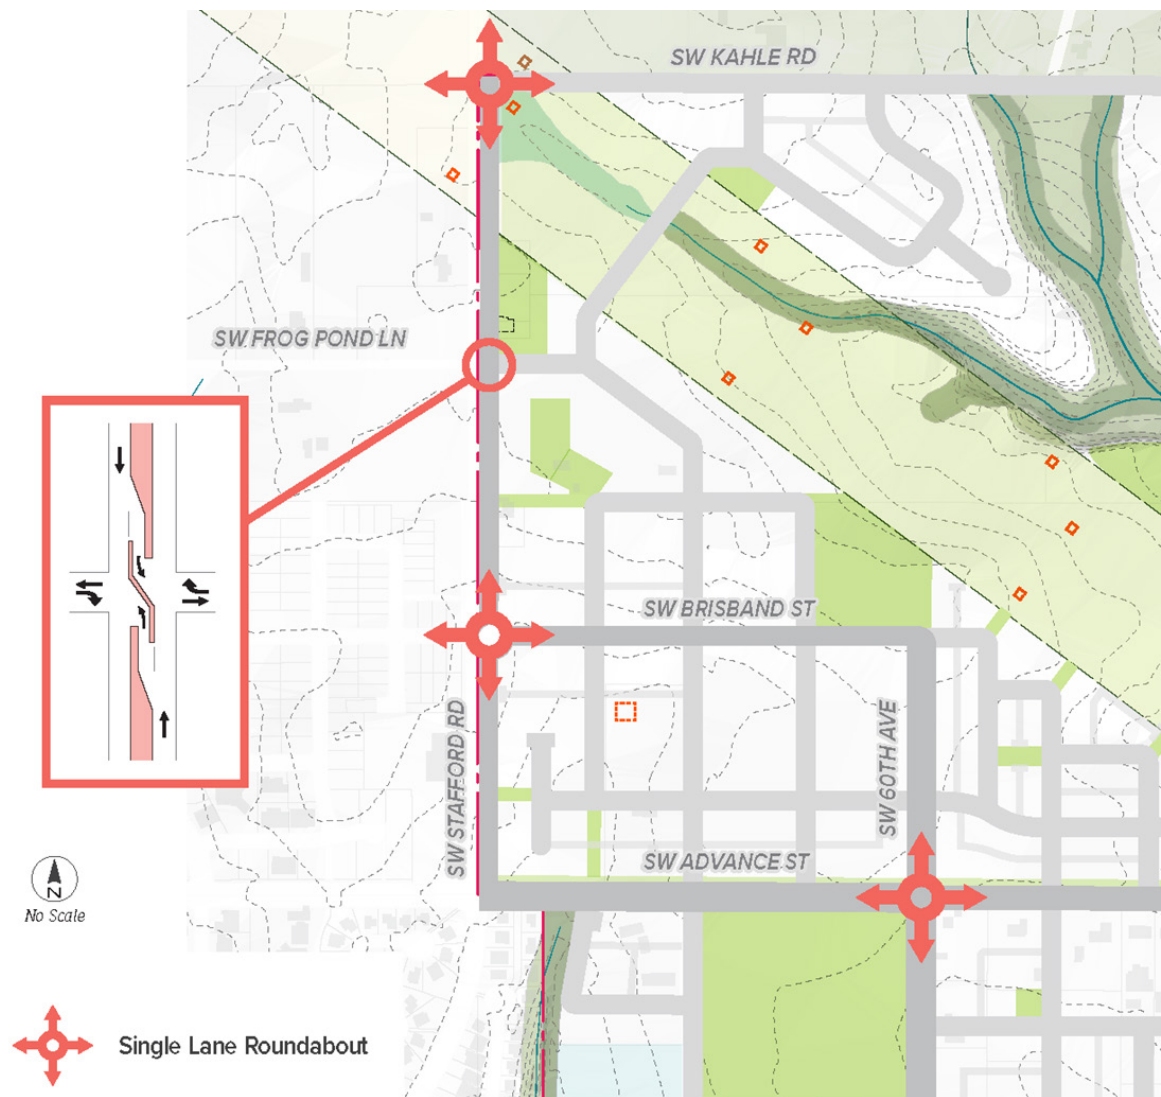 SW KAHLE RD
SW FROG POND LN
SW BRISBAND ST
SW STAFFORD RD
SW 60TH AVE
SW ADVANCE ST
N
No Scale
Single Lane Roundabout